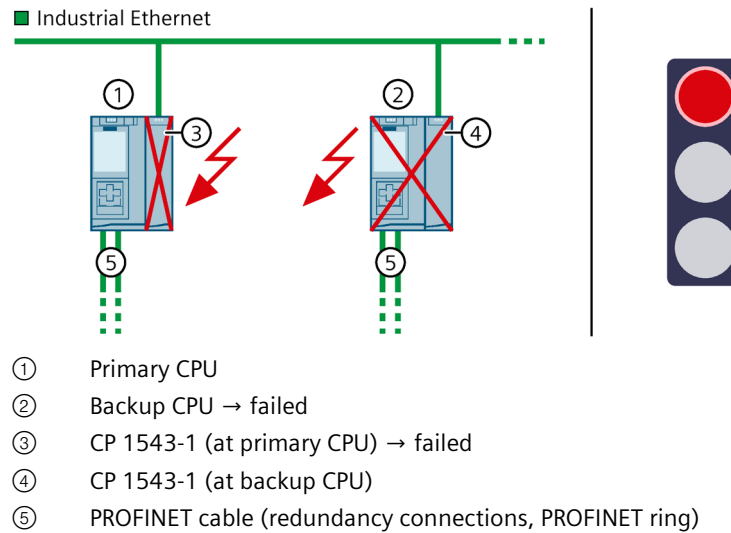 Industrial Ethernet
① ②
③ ④
⑤ ⑤
① Primary CPU
② Backup CPU → failed
③ CP 1543-1 (at primary CPU) → failed
④ CP 1543-1 (at backup CPU)
⑤ PROFINET cable (redundancy connections, PROFINET ring)